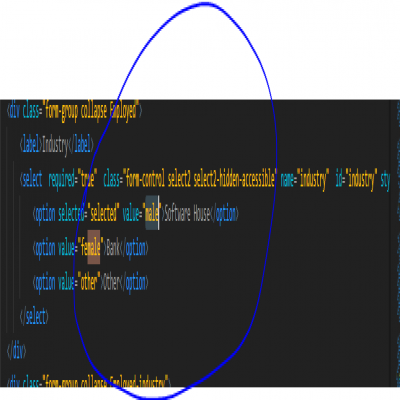 <div class="form-group collapse Employed">
<label>Industry</label>
<select required="true" class="form-control select2 select2-hidden-accessible" name="industry" id="industry" sty
<option selected="selected" value="male">Software House</option>
<option value="female">Bank</option>
<option value="other">Other</option>
</select>
</div>
<div class="form-group collapse Employed-industry">